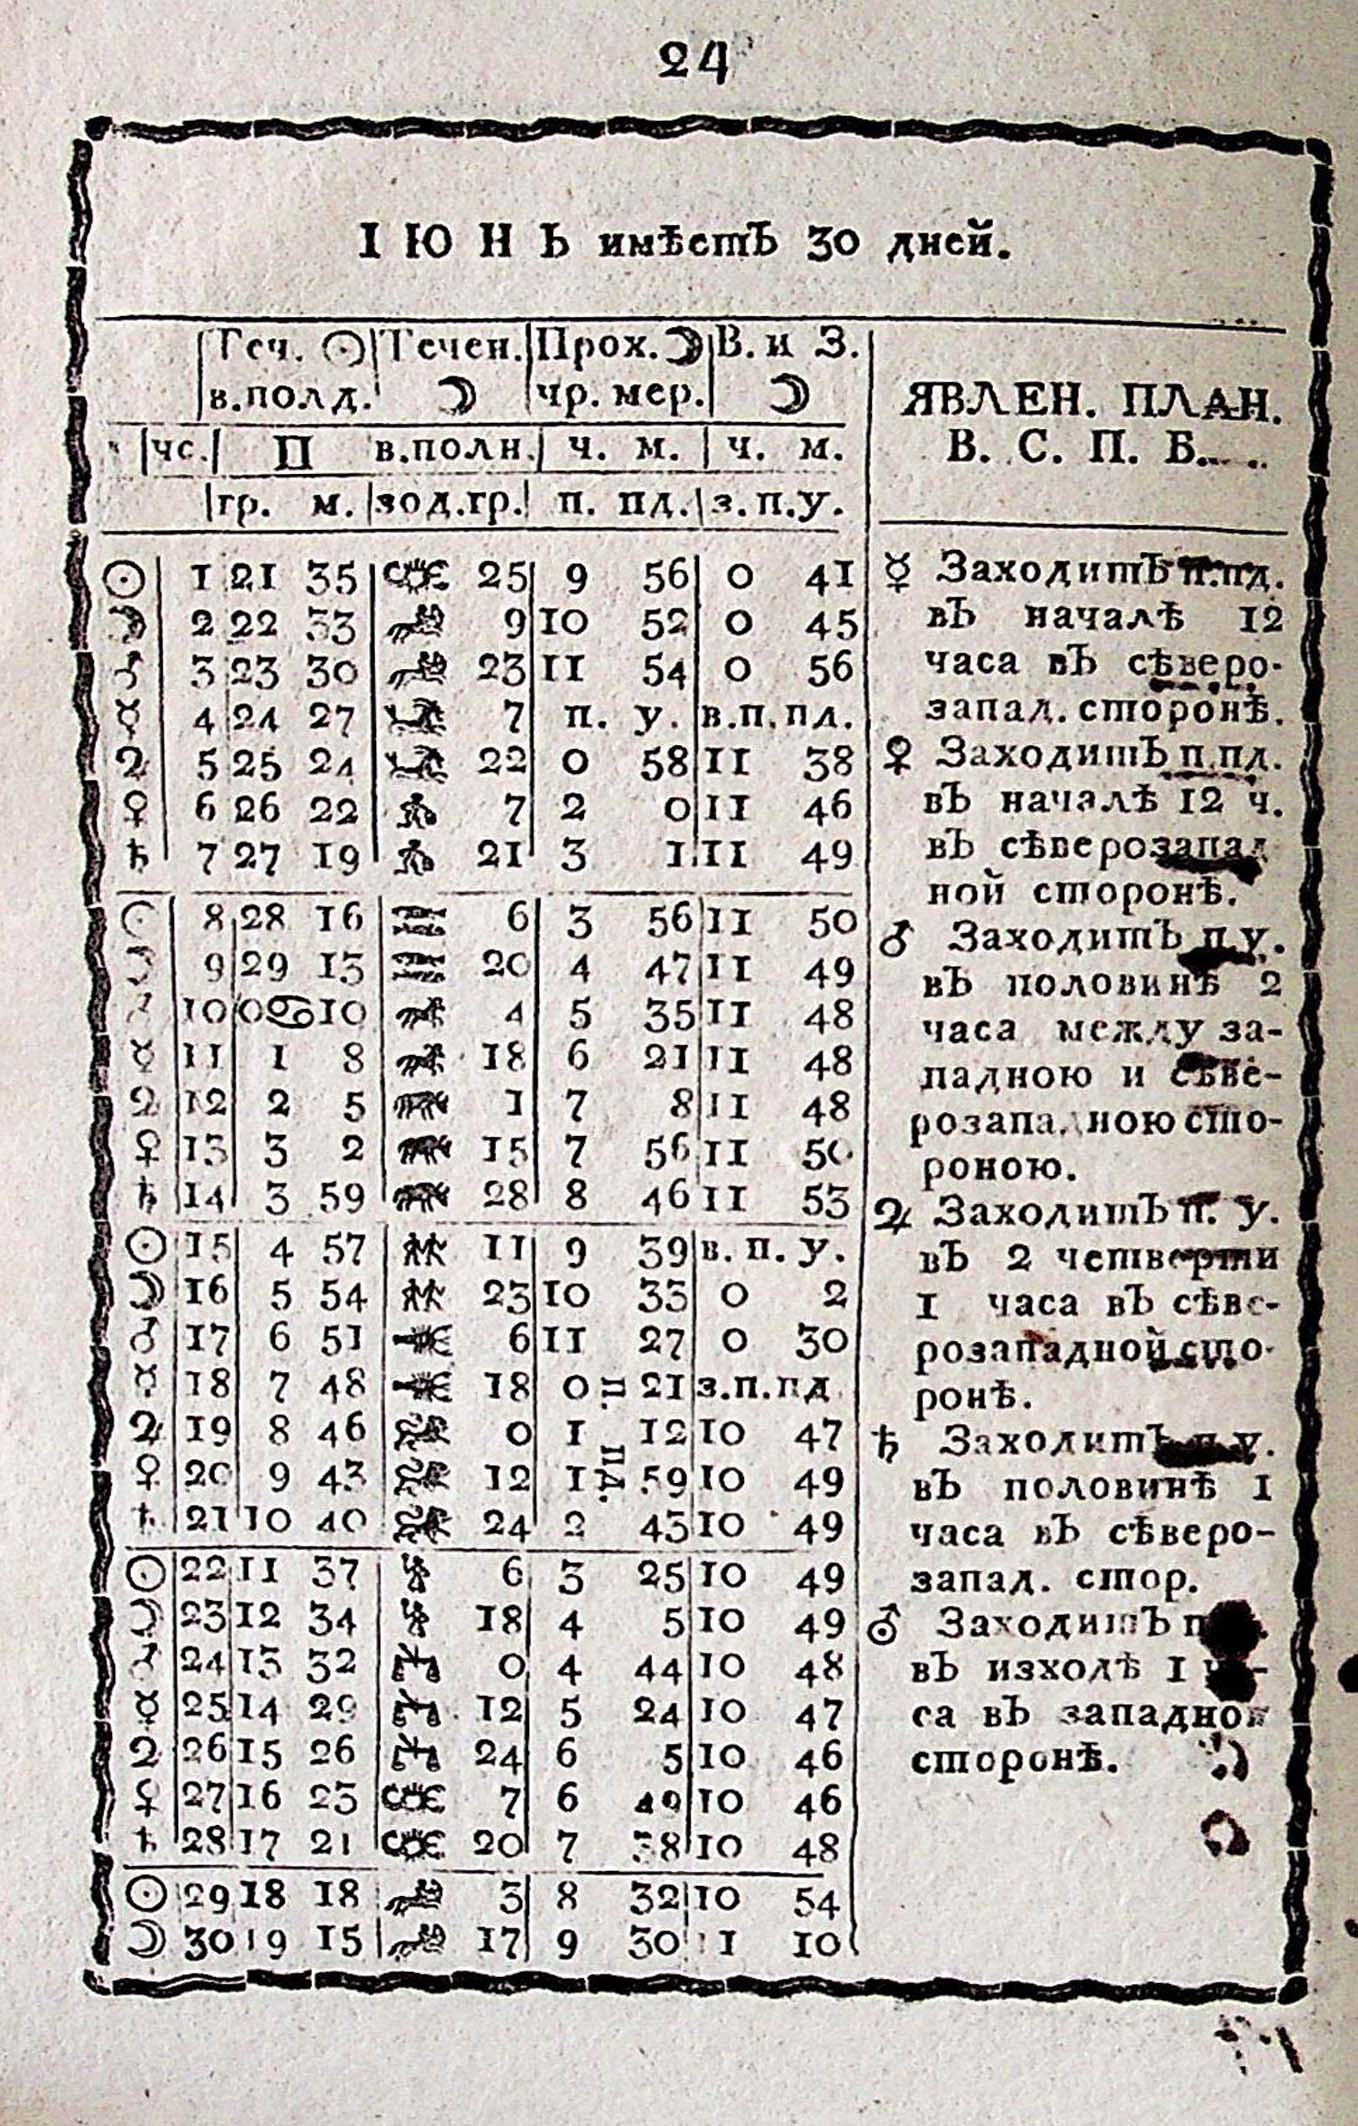 24
ІЮНЬ имѣетЪ 30 дней.
Теч. ☉ Течен. Прох.☽ В. и З.
в.полд. ☽ чр. мер. ☽
чс. П в.полн. ч. м. ч. м.
гр. м. зод.гр. п. пд. з.п.у.
☉ 1 21 35 ♏ 25 9 56 0 41
☽ 2 22 33 ♐ 9 10 52 0 45
♂ 3 23 30 ♐ 23 11 54 0 56
☿ 4 24 27 ♑ 7 п. у. в.п.пд.
♃ 5 25 24 ♑ 22 0 58 11 38
♀ 6 26 22 ♒ 7 2 0 11 46
♄ 7 27 19 ♒ 21 3 1 11 49
☉ 8 28 16 ♓ 6 3 56 11 50
☽ 9 29 13 ♓ 20 4 47 11 49
♂ 10 0♋10 ♈ 4 5 35 11 48
☿ 11 1 8 ♈ 18 6 21 11 48
♃ 12 2 5 ♉ 1 7 8 11 48
♀ 13 3 2 ♉ 15 7 56 11 50
♄ 14 3 59 ♉ 28 8 46 11 53
☉ 15 4 57 ♊ 11 9 39 в. п. у.
☽ 16 5 54 ♊ 23 10 33 0 2
♂ 17 6 51 ♋ 6 11 27 0 30
☿ 18 7 48 ♋ 18 0 п. 21 з.п.пд
♃ 19 8 46 ♌ 0 1 12 10 47
♀ 20 9 43 ♌ 12 1 пд. 59 10 49
♄ 21 10 40 ♌ 24 2 43 10 49
☉ 22 11 37 ♍ 6 3 25 10 49
☽ 23 12 34 ♍ 18 4 5 10 49
♂ 24 13 32 ♎ 0 4 44 10 48
☿ 25 14 29 ♎ 12 5 24 10 47
♃ 26 15 26 ♎ 24 6 5 10 46
♀ 27 16 23 ♏ 7 6 49 10 46
♄ 28 17 21 ♏ 20 7 38 10 48
☉ 29 18 18 ♐ 3 8 32 10 54
☽ 30 19 15 ♐ 17 9 30 11 10
ЯВЛЕН. ПЛАН.
В. С. П. Б.
☿ ЗаходитЪ п.пд.
вЪ началѣ 12
часа вЪ сѣверо-
запад. сторонѣ.
♀ ЗаходитЪ п.пд.
вЪ началѣ 12 ч.
вЪ сѣверозапад
ной сторонѣ.
♂ ЗаходитЪ п.у.
вЪ половинѣ 2
часа между за-
падною и сѣве-
розападною сто-
роною.
♃ ЗаходитЪ п. у.
вЪ 2 четверти
1 часа вЪ сѣве-
розападной сто-
ронѣ.
♄ ЗаходитЪ п.у.
вЪ половинѣ 1
часа вЪ сѣверо-
запад. стор.
⛢ ЗаходитЪ п
вЪ изходѣ 1
са вЪ западной
сторонѣ.